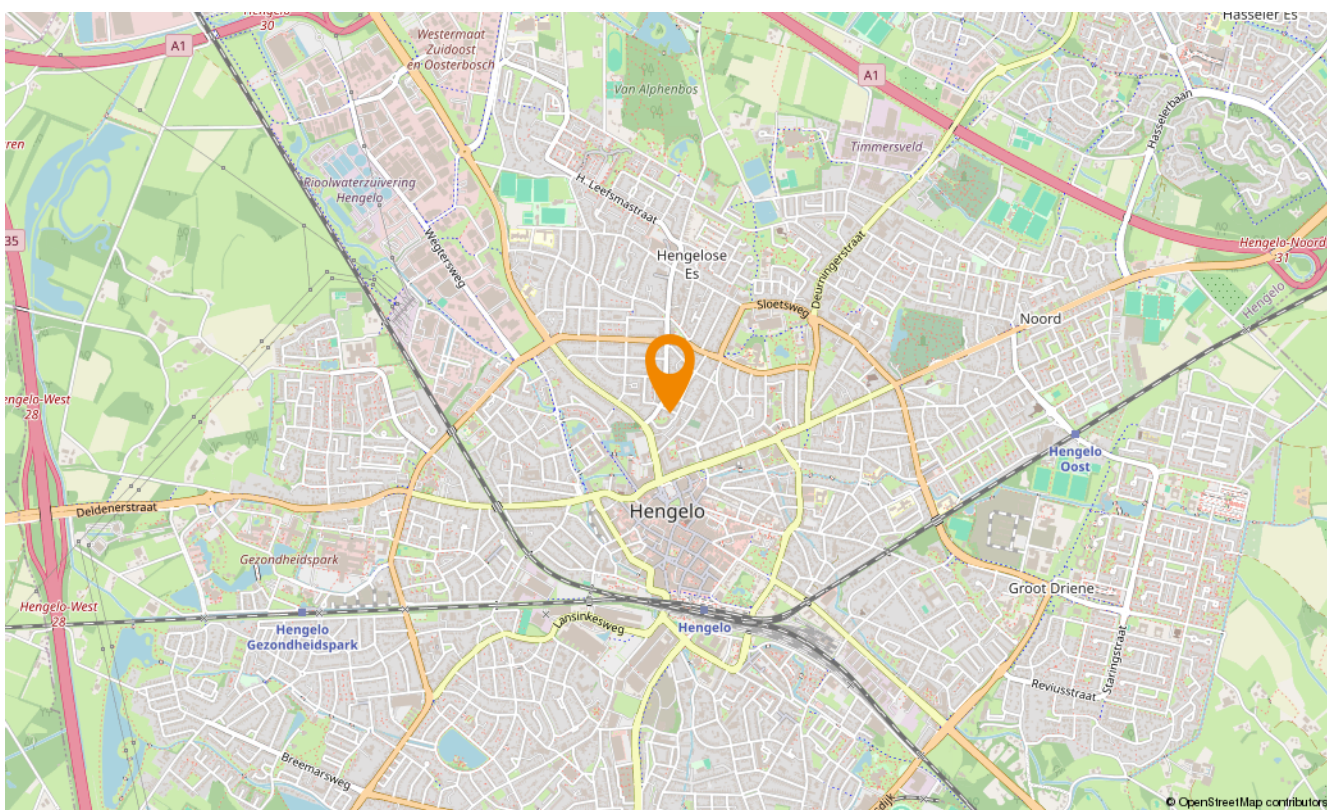 Hengelo
30
A1
Westermaat
Zuidoost
en Oosterbosch
Hasseler Es
Van Alphenbos
A1
Timmersveld
Hasselerbaan
Rioolwaterzuivering
Hengelo
H. Leefsmastraat
Wegtersweg
35
Hengelose
Es
Deurningerstraat
Hengelo-Noord
31
Hengelo
Sloetsweg
Noord
engelo-West
28
Hengelo
Oost
Deldenerstraat
Hengelo
Gezondheidspark
Groot Driene
Hengelo-West
28
Hengelo
Gezondheidspark
Lansinkesweg
Hengelo
Staringstraat
Reviusstraat
Breemarsweg
dijk
© OpenStreetMap contributors